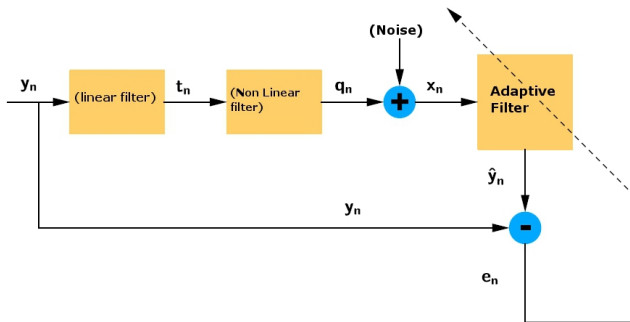 (Noise)
yₙ
(linear filter)
tₙ
(Non Linear
filter)
qₙ
+
xₙ
Adaptive
Filter
ŷₙ
yₙ
-
eₙ